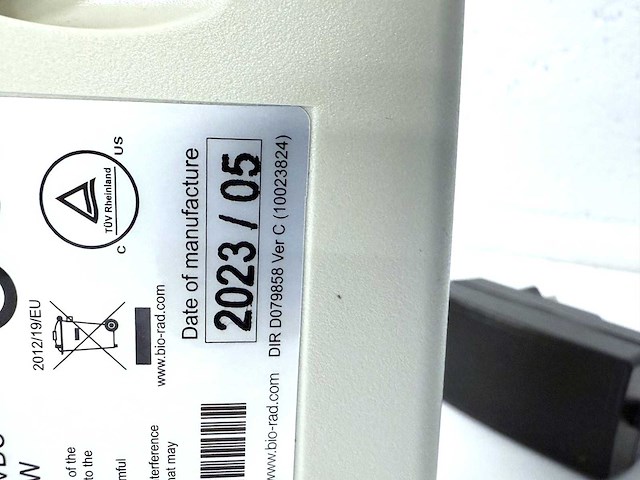 C
TÜV Rheinland
US
2012/19/EU
www.bio-rad.com
Date of manufacture
2023 / 05
DIR D079858 Ver C (10023824)
W
of the
to the
mful
terference
hat may
www.bio-rad.com